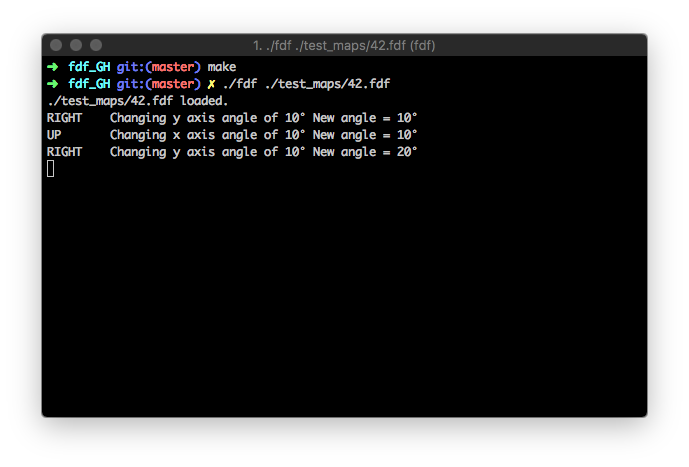 1. ./fdf ./test_maps/42.fdf (fdf)
➜ fdf_GH git:(master) make
➜ fdf_GH git:(master) ✗ ./fdf ./test_maps/42.fdf
./test_maps/42.fdf loaded.
RIGHT    Changing y axis angle of 10° New angle = 10°
UP       Changing x axis angle of 10° New angle = 10°
RIGHT    Changing y axis angle of 10° New angle = 20°